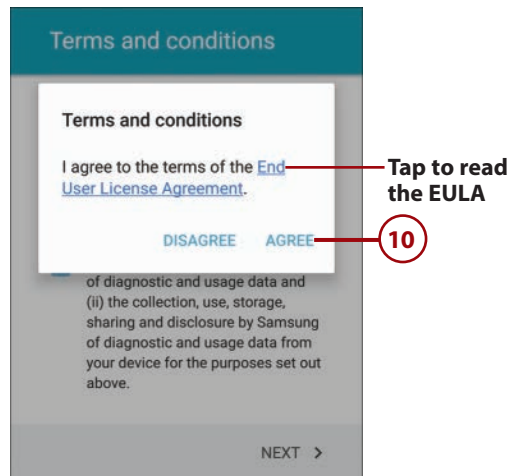 Terms and conditions
Terms and conditions
I agree to the terms of the End
User License Agreement.
DISAGREE AGREE
Tap to read
the EULA
10
of diagnostic and usage data and
(ii) the collection, use, storage,
sharing and disclosure by Samsung
of diagnostic and usage data from
your device for the purposes set out
above.
NEXT >